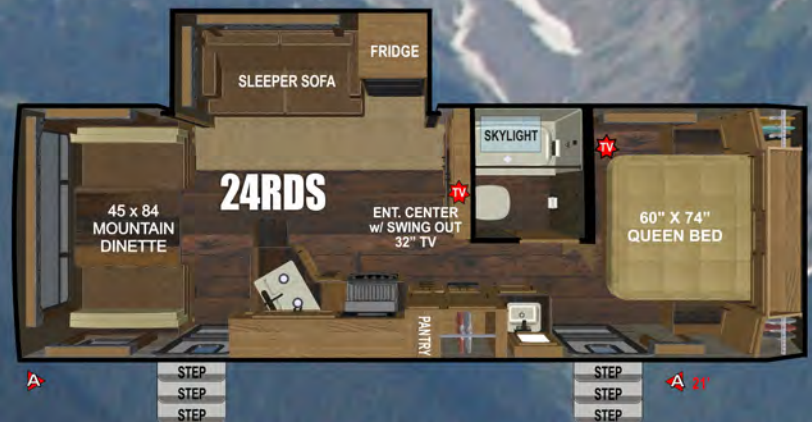 FRIDGE
SLEEPER SOFA
SKYLIGHT
TV
24RDS
TV
45 x 84
MOUNTAIN
DINETTE
ENT. CENTER
w/ SWING OUT
32" TV
60" X 74"
QUEEN BED
PANTRY
A
STEP
STEP
STEP
STEP
STEP
STEP
A 21'